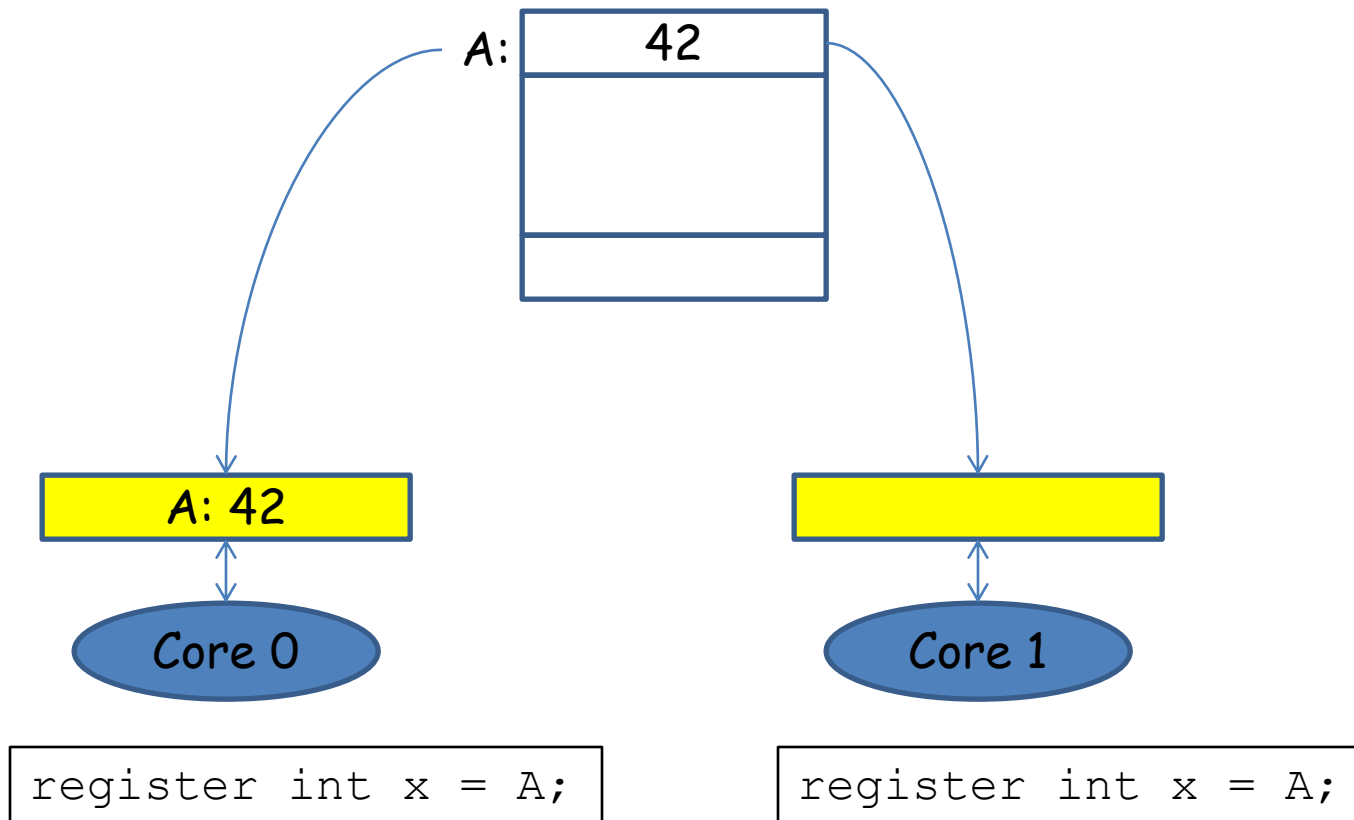 A: 42
A: 42
Core 0 Core 1
register int x = A; register int x = A;